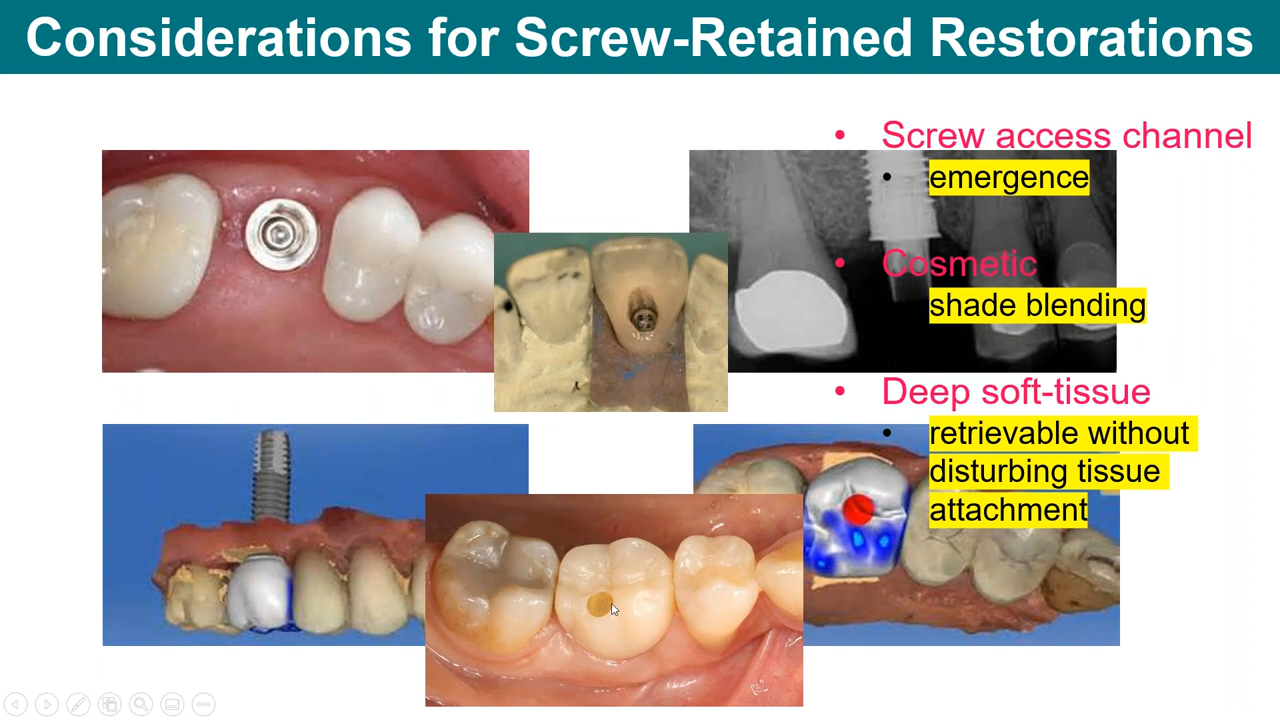 Considerations for Screw-Retained Restorations
• Screw access channel
• emergence
• Cosmetic
shade blending
• Deep soft-tissue
• retrievable without
disturbing tissue
attachment